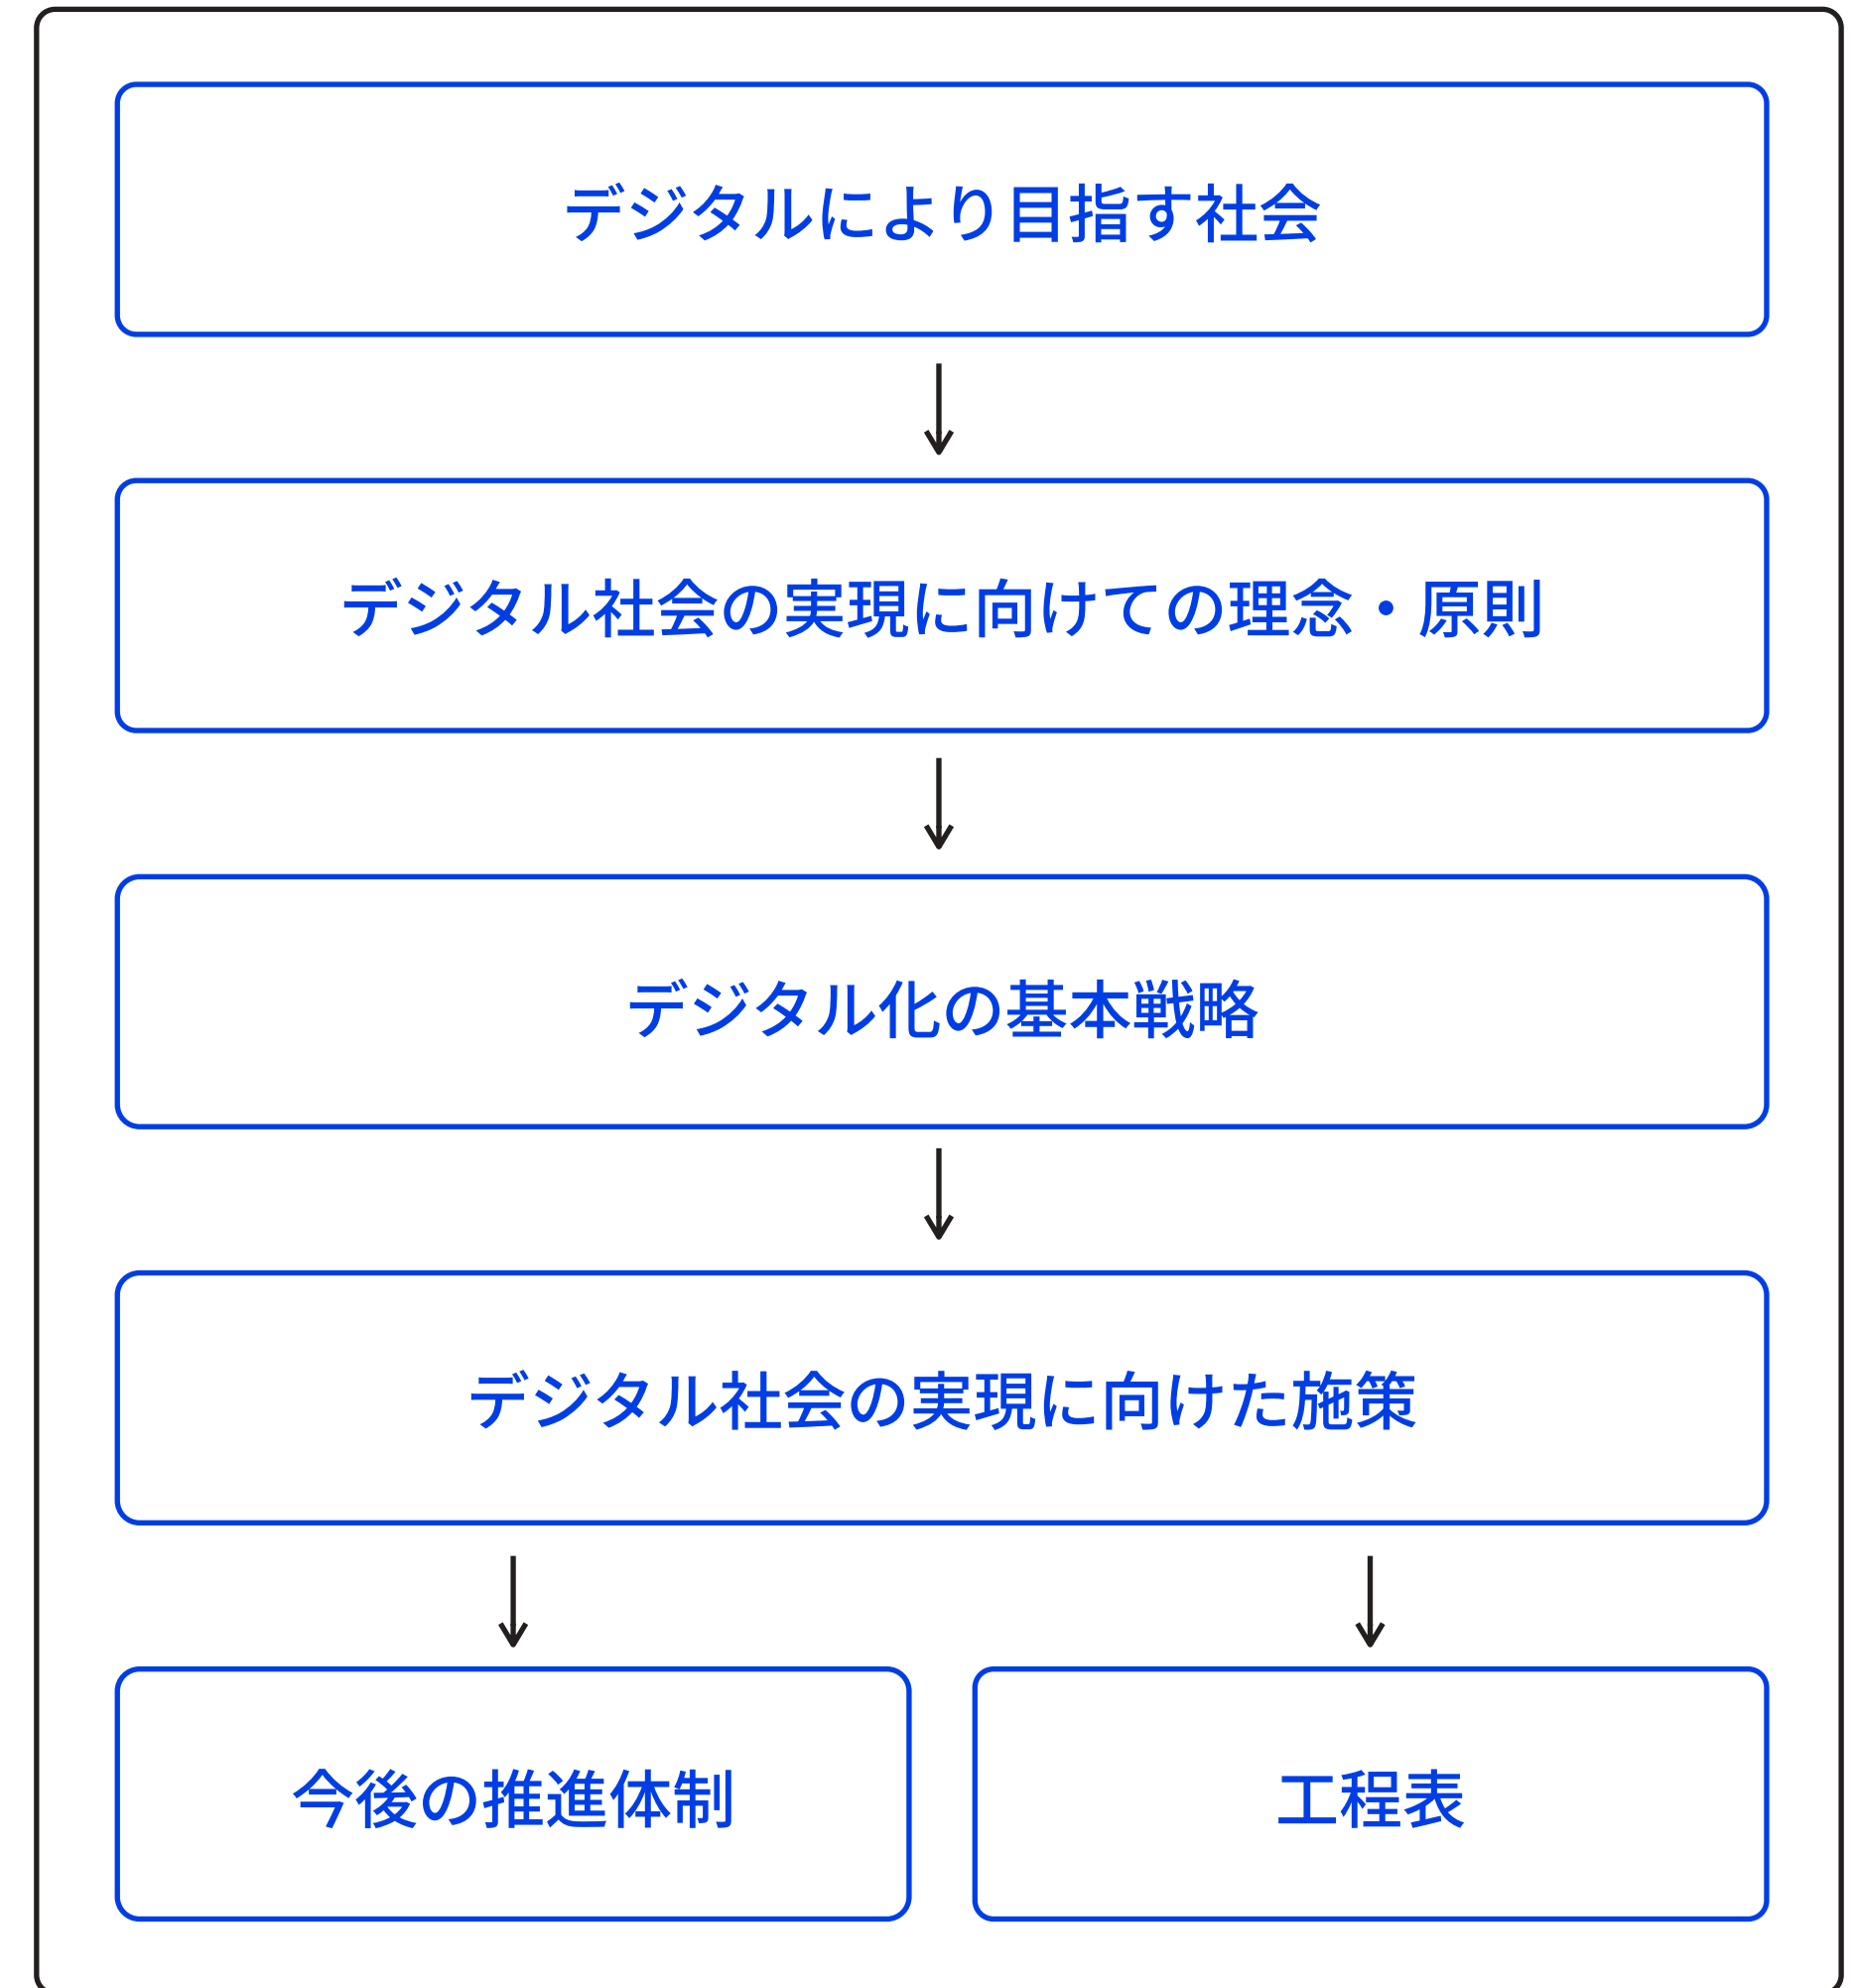 デジタルにより目指す社会
デジタル社会の実現に向けての理念・原則
デジタル化の基本戦略
デジタル社会の実現に向けた施策
今後の推進体制
工程表